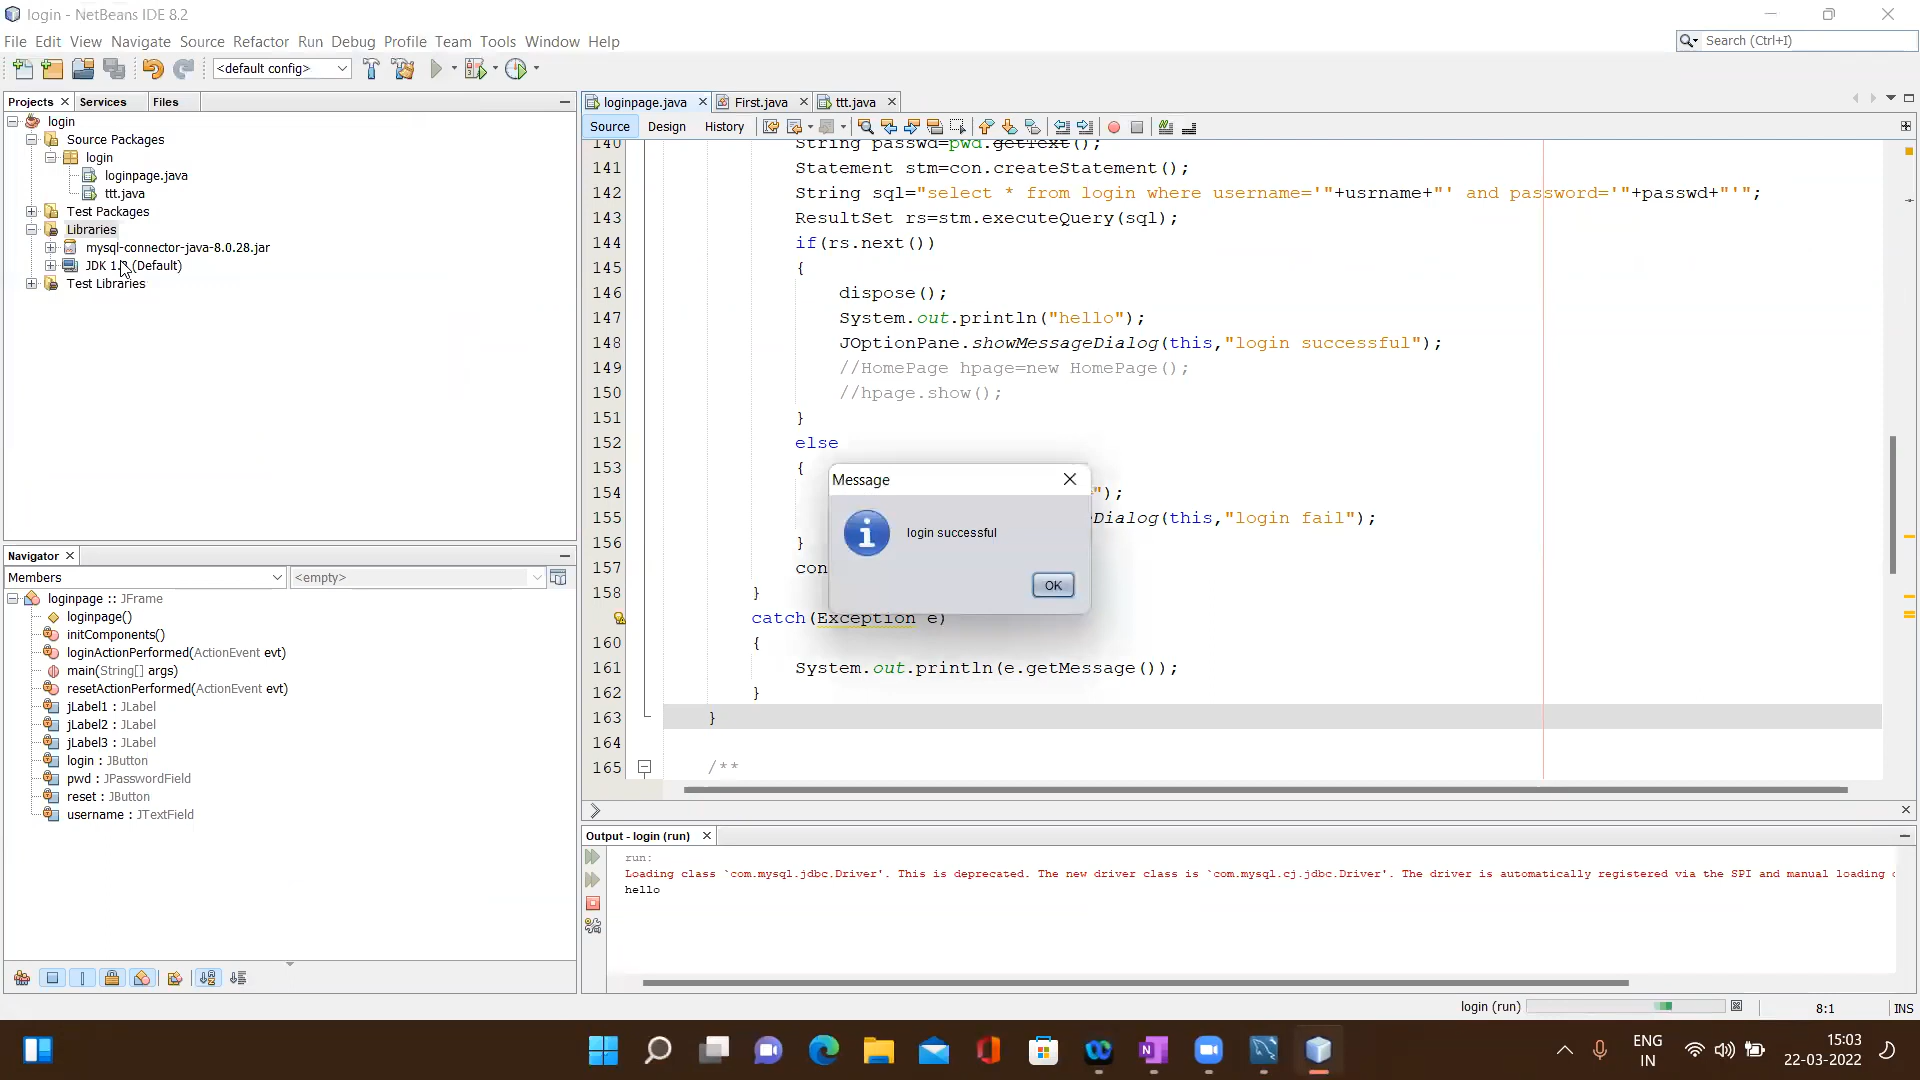 login - NetBeans IDE 8.2
File Edit View Navigate Source Refactor Run Debug Profile Team Tools Window Help
Search (Ctrl+I)
<default config>
Projects Services Files
login
Source Packages
login
loginpage.java
ttt.java
Test Packages
Libraries
mysql-connector-java-8.0.28.jar
JDK 1. (Default)
Test Libraries
Navigator
Members <empty>
loginpage :: JFrame
loginpage()
initComponents()
loginActionPerformed(ActionEvent evt)
main(String[] args)
resetActionPerformed(ActionEvent evt)
jLabel1 : JLabel
jLabel2 : JLabel
jLabel3 : JLabel
login : JButton
pwd : JPasswordField
reset : JButton
username : JTextField
loginpage.java First.java ttt.java
Source Design History
140 String passwd=pwd.getText();
141 Statement stm=con.createStatement();
142 String sql="select * from login where username='"+usrname+"' and password='"+passwd+"'";
143 ResultSet rs=stm.executeQuery(sql);
144 if(rs.next())
145 {
146 dispose();
147 System.out.println("hello");
148 JOptionPane.showMessageDialog(this,"login successful");
149 //HomePage hpage=new HomePage();
150 //hpage.show();
151 }
152 else
153 {
154 ");
155 Dialog(this,"login fail");
156 }
157 con
158 }
catch(Exception e)
160 {
161 System.out.println(e.getMessage());
162 }
163 }
164
165 /**
Message
login successful
OK
Output - login (run)
run:
Loading class `com.mysql.jdbc.Driver'. This is deprecated. The new driver class is `com.mysql.cj.jdbc.Driver'. The driver is automatically registered via the SPI and manual loading
hello
login (run) 8:1 INS
ENG
IN
15:03
22-03-2022